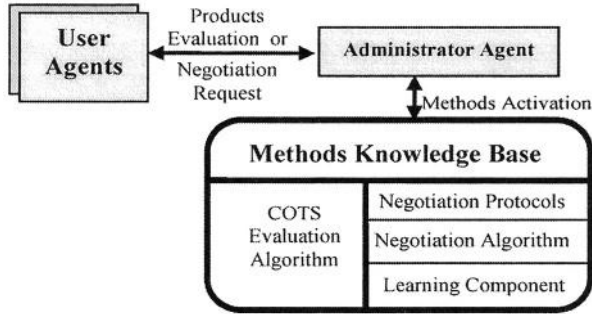 User
Agents
Products
Evaluation or
Negotiation
Request
Administrator Agent
Methods Activation
Methods Knowledge Base
COTS
Evaluation
Algorithm
Negotiation Protocols
Negotiation Algorithm
Learning Component